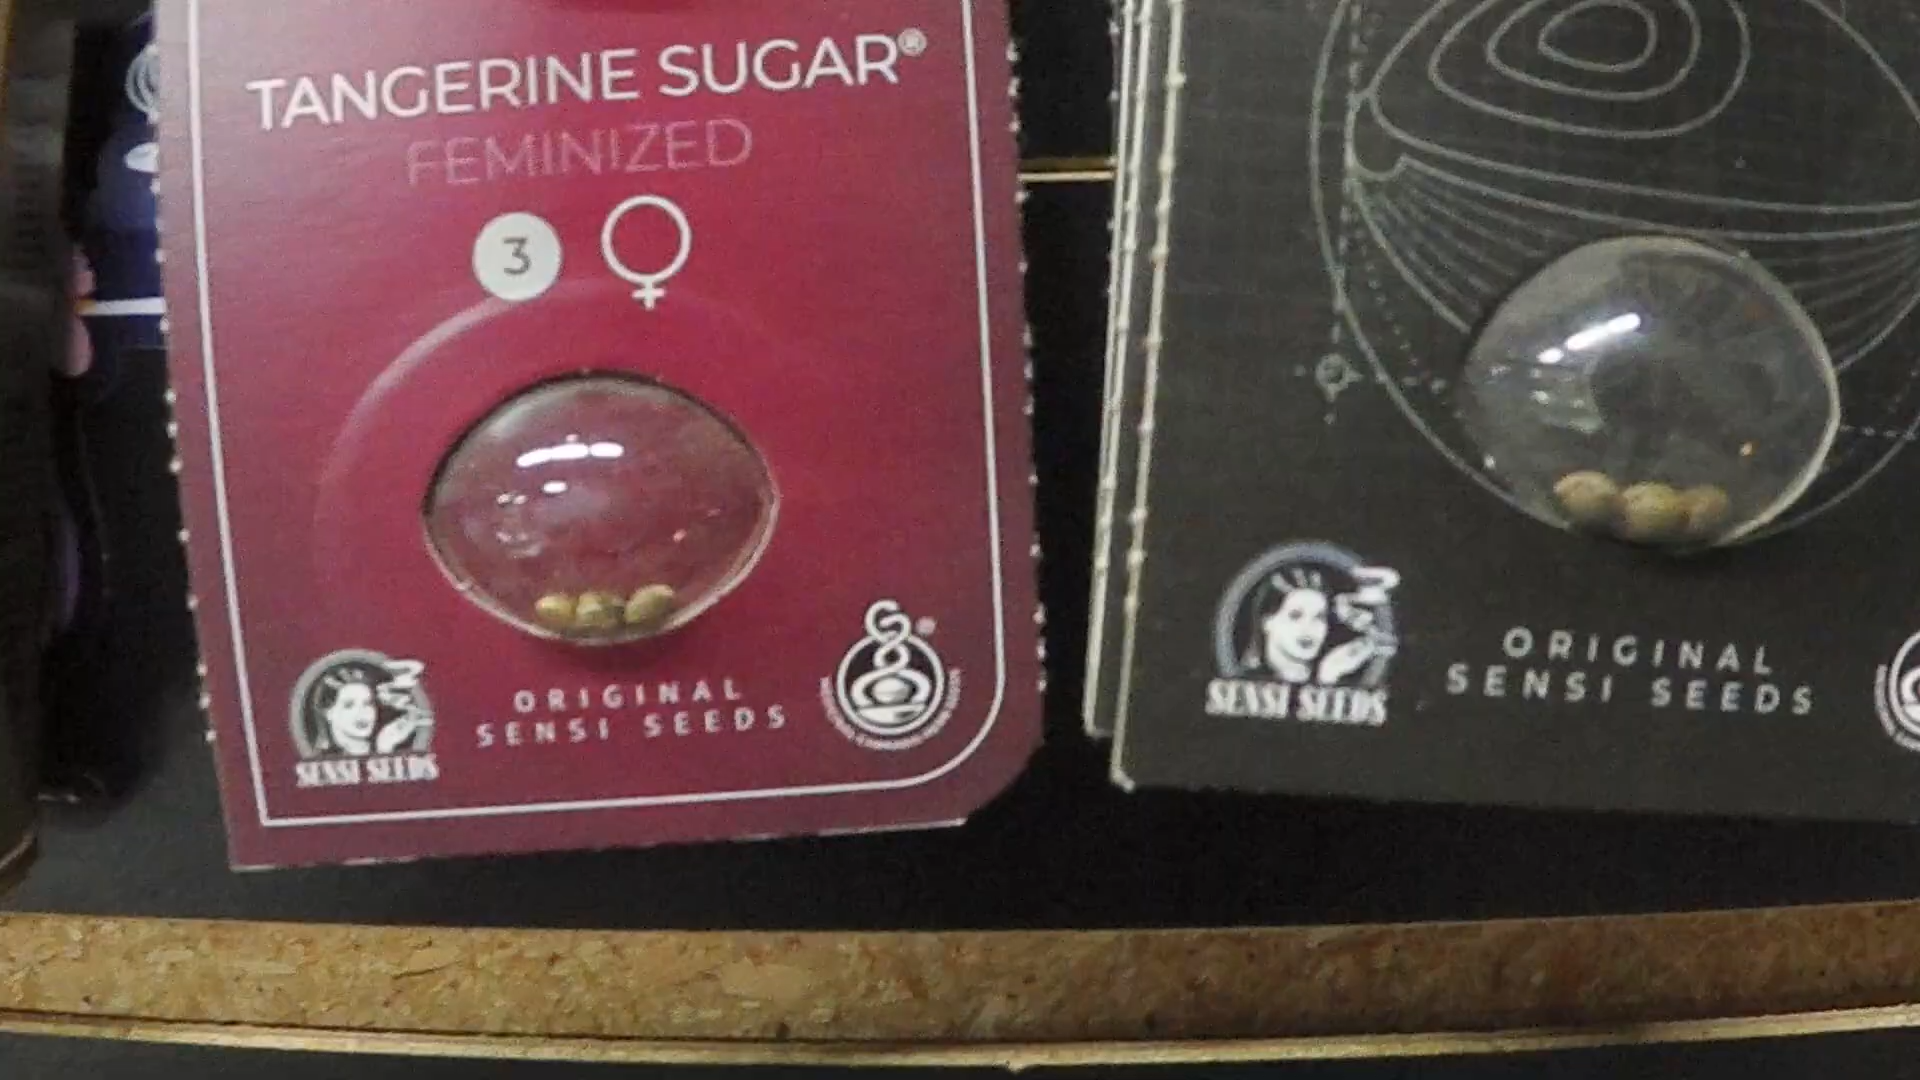 TANGERINE SUGAR®
FEMINIZED
3
ORIGINAL
SENSI SEEDS
SENSI SEEDS
®
ORIGINAL
SENSI SEEDS
SENSI SEEDS